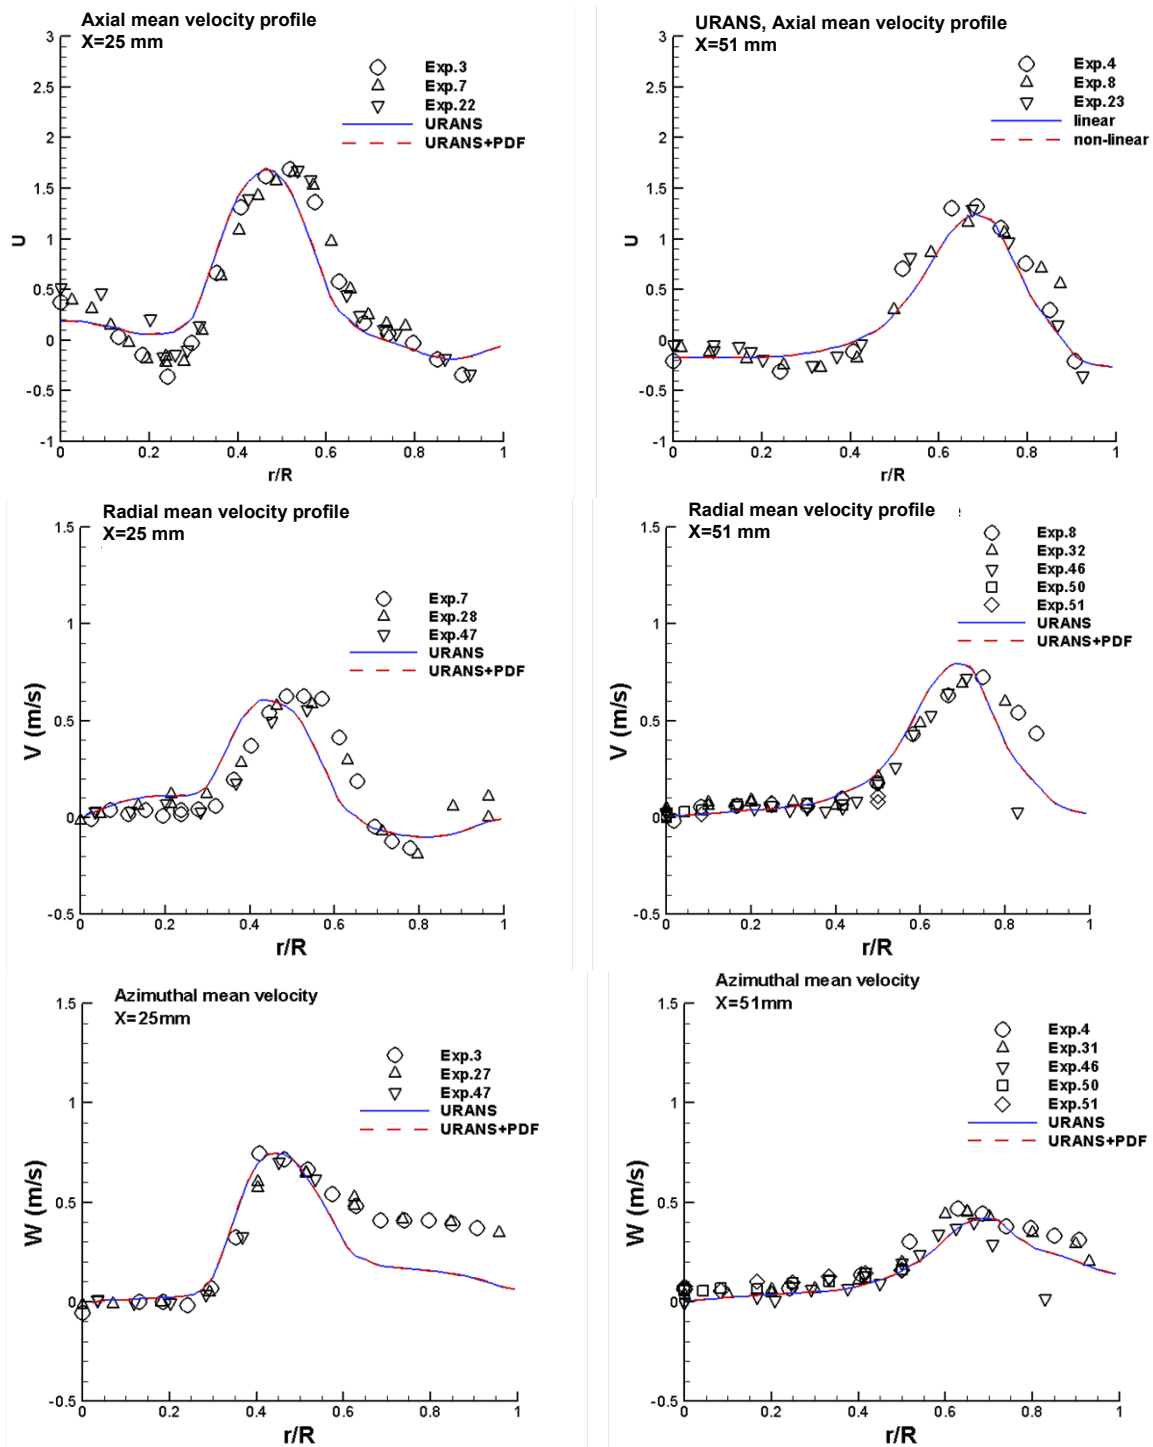 Axial mean velocity profile
X=25 mm
3
2.5
2
1.5
1
0.5
0
-0.5
-1
U
Exp.3
Exp.7
Exp.22
URANS
URANS+PDF
0 0.2 0.4 0.6 0.8 1
r/R
URANS, Axial mean velocity profile
X=51 mm
3
2.5
2
1.5
1
0.5
0
-0.5
-1
U
Exp.4
Exp.8
Exp.23
linear
non-linear
0 0.2 0.4 0.6 0.8 1
r/R
Radial mean velocity profile
X=25 mm
1.5
1
0.5
0
-0.5
V (m/s)
Exp.7
Exp.28
Exp.47
URANS
URANS+PDF
0 0.2 0.4 0.6 0.8 1
r/R
Radial mean velocity profile
X=51 mm
1.5
1
0.5
0
-0.5
V (m/s)
Exp.8
Exp.32
Exp.46
Exp.50
Exp.51
URANS
URANS+PDF
0 0.2 0.4 0.6 0.8 1
r/R
Azimuthal mean velocity
X=25mm
1.5
1
0.5
0
-0.5
W (m/s)
Exp.3
Exp.27
Exp.47
URANS
URANS+PDF
0 0.2 0.4 0.6 0.8 1
r/R
Azimuthal mean velocity
X=51mm
1.5
1
0.5
0
-0.5
W (m/s)
Exp.4
Exp.31
Exp.46
Exp.50
Exp.51
URANS
URANS+PDF
0 0.2 0.4 0.6 0.8 1
r/R